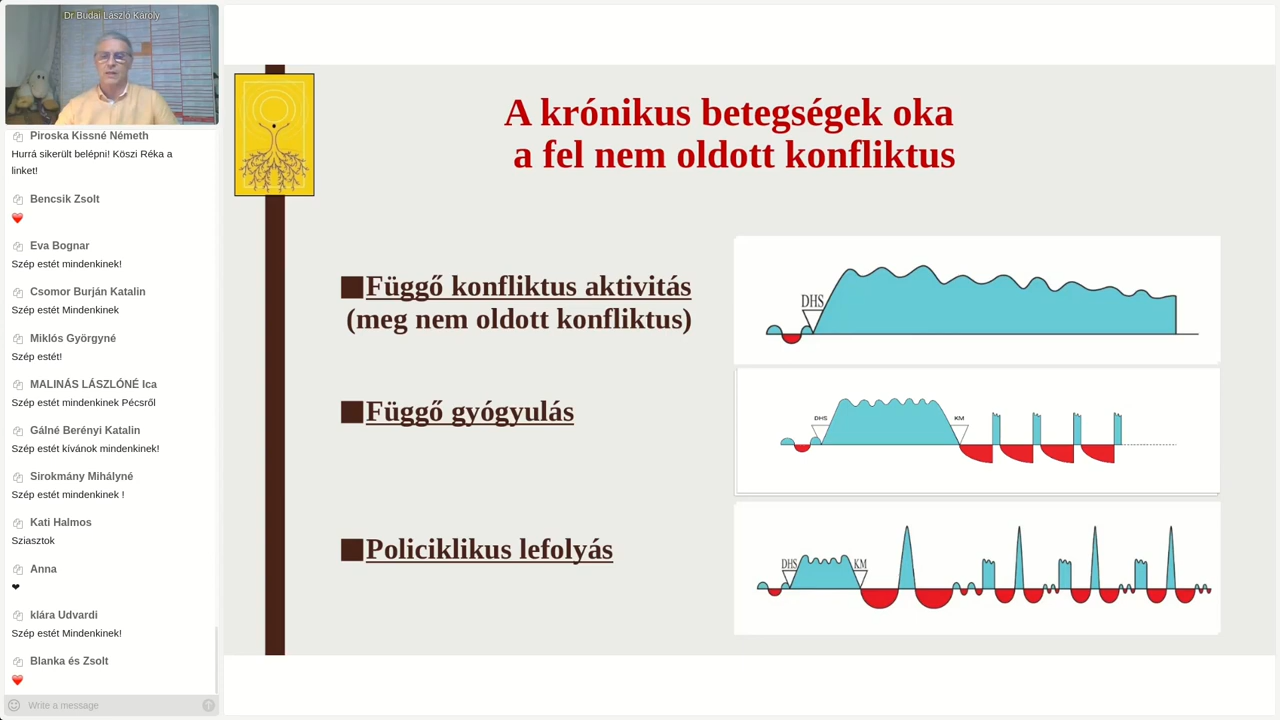 Dr Budai László Károly
Piroska Kissné Németh
Hurrá sikerült belépni! Köszi Réka a
linket!
Bencsik Zsolt
Eva Bognar
Szép estét mindenkinek!
Csomor Burján Katalin
Szép estét Mindenkinek
Miklós Györgyné
Szép estét!
MALINÁS LÁSZLÓNÉ Ica
Szép estét mindenkinek Pécsről
Gálné Berényi Katalin
Szép estét kívánok mindenkinek!
Sirokmány Mihályné
Szép estét mindenkinek !
Kati Halmos
Sziasztok
Anna
klára Udvardi
Szép estét Mindenkinek!
Blanka és Zsolt
Write a message
A krónikus betegségek oka
a fel nem oldott konfliktus
Függő konfliktus aktivitás
(meg nem oldott konfliktus)
DHS
Függő gyógyulás
DHS
KM
Policiklikus lefolyás
DHS
KM